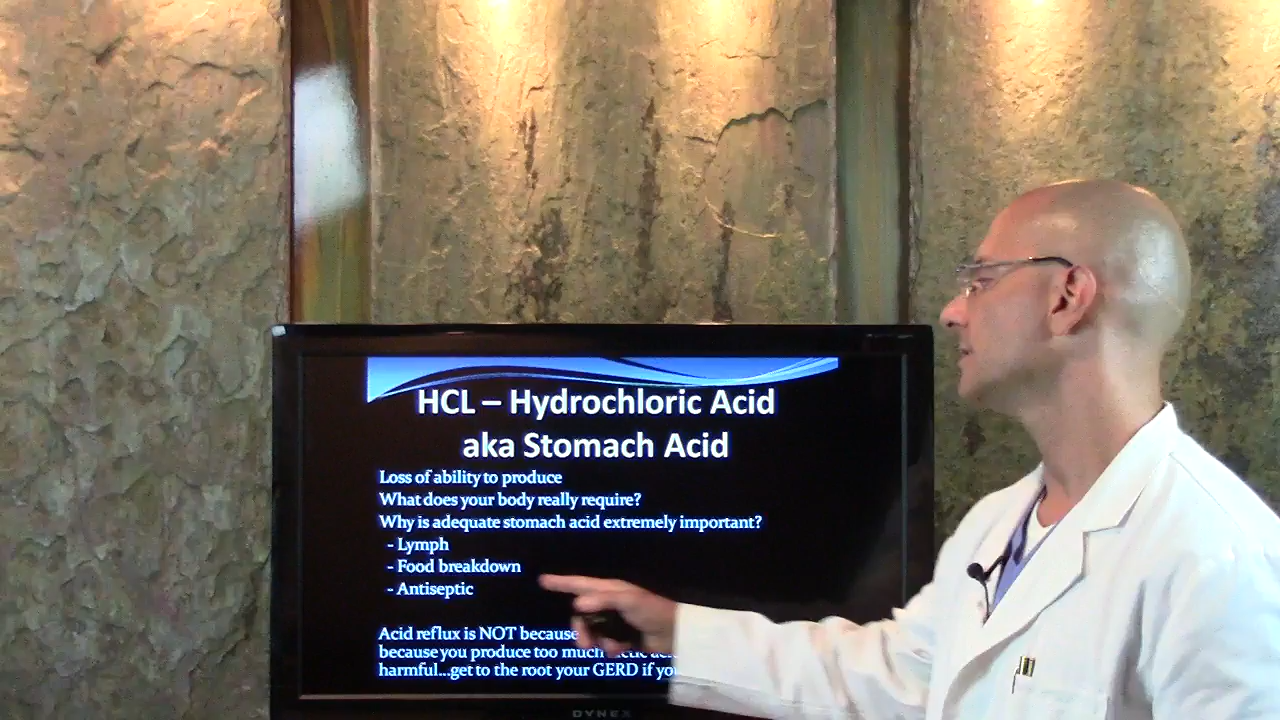 HCL – Hydrochloric Acid
aka Stomach Acid
Loss of ability to produce
What does your body really require?
Why is adequate stomach acid extremely important?
- Lymph
- Food breakdown
- Antiseptic
Acid reflux is NOT because
because you produce too much
harmful...get to the root your GERD if
DYNEX